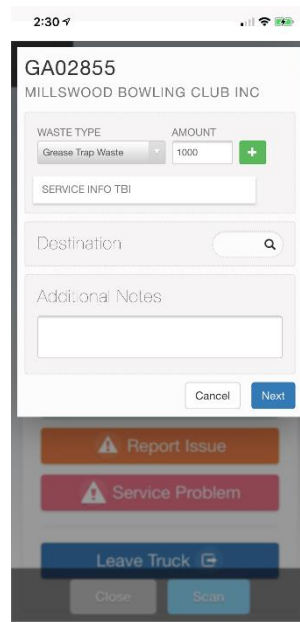 2:30
GA02855
MILLSWOOD BOWLING CLUB INC
WASTE TYPE AMOUNT
Grease Trap Waste 1000 +
SERVICE INFO TBI
Destination
Additional Notes
Cancel Next
Report Issue
Service Problem
Leave Truck
Close Scan